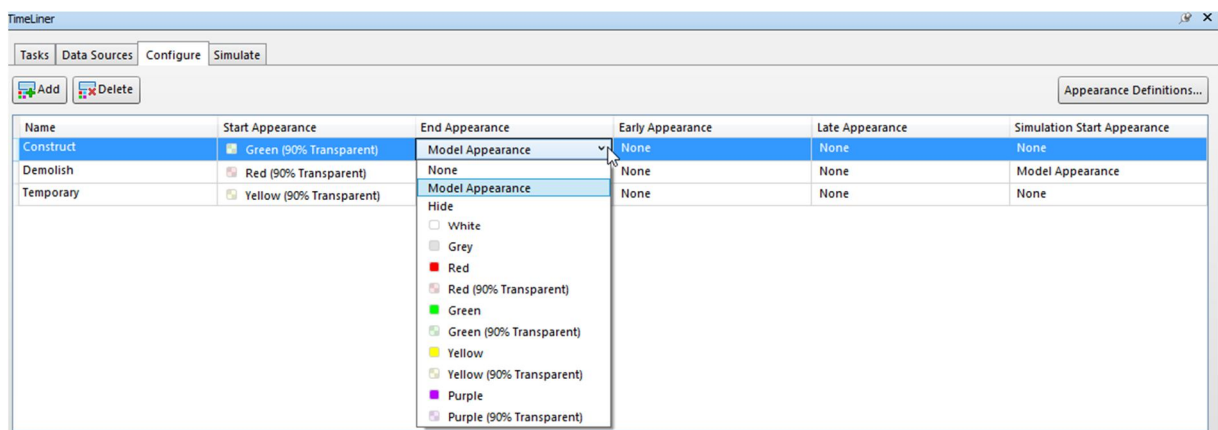 TimeLiner
Tasks Data Sources Configure Simulate
Add Delete Appearance Definitions...
Name Start Appearance End Appearance Early Appearance Late Appearance Simulation Start Appearance
Construct Green (90% Transparent) Model Appearance None None None
Demolish Red (90% Transparent) None None None Model Appearance
Temporary Yellow (90% Transparent) Model Appearance None None None
Hide
White
Grey
Red
Red (90% Transparent)
Green
Green (90% Transparent)
Yellow
Yellow (90% Transparent)
Purple
Purple (90% Transparent)